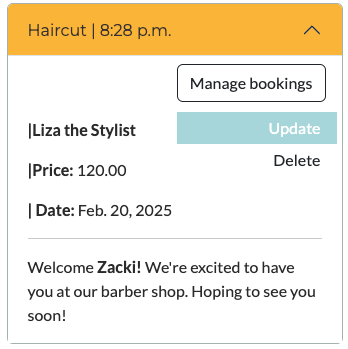 Haircut | 8:28 p.m.
Manage bookings
|Liza the Stylist
Update
|Price: 120.00
Delete
| Date: Feb. 20, 2025
Welcome Zacki! We're excited to have
you at our barber shop. Hoping to see you
soon!